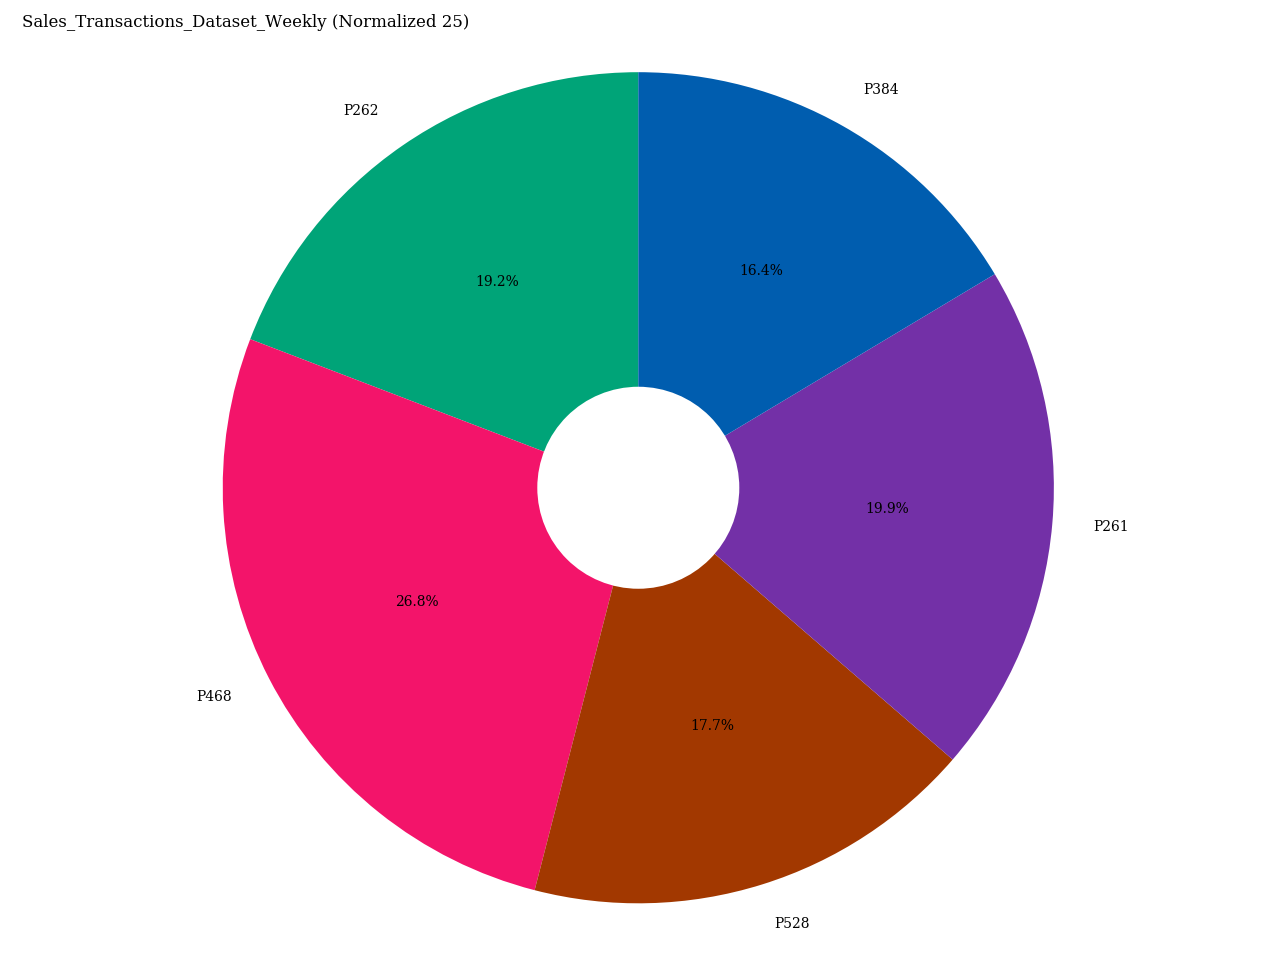 Sales_Transactions_Dataset_Weekly (Normalized 25)
P384
P262
16.4%
19.2%
19.9%
P261
26.8%
P468
17.7%
P528